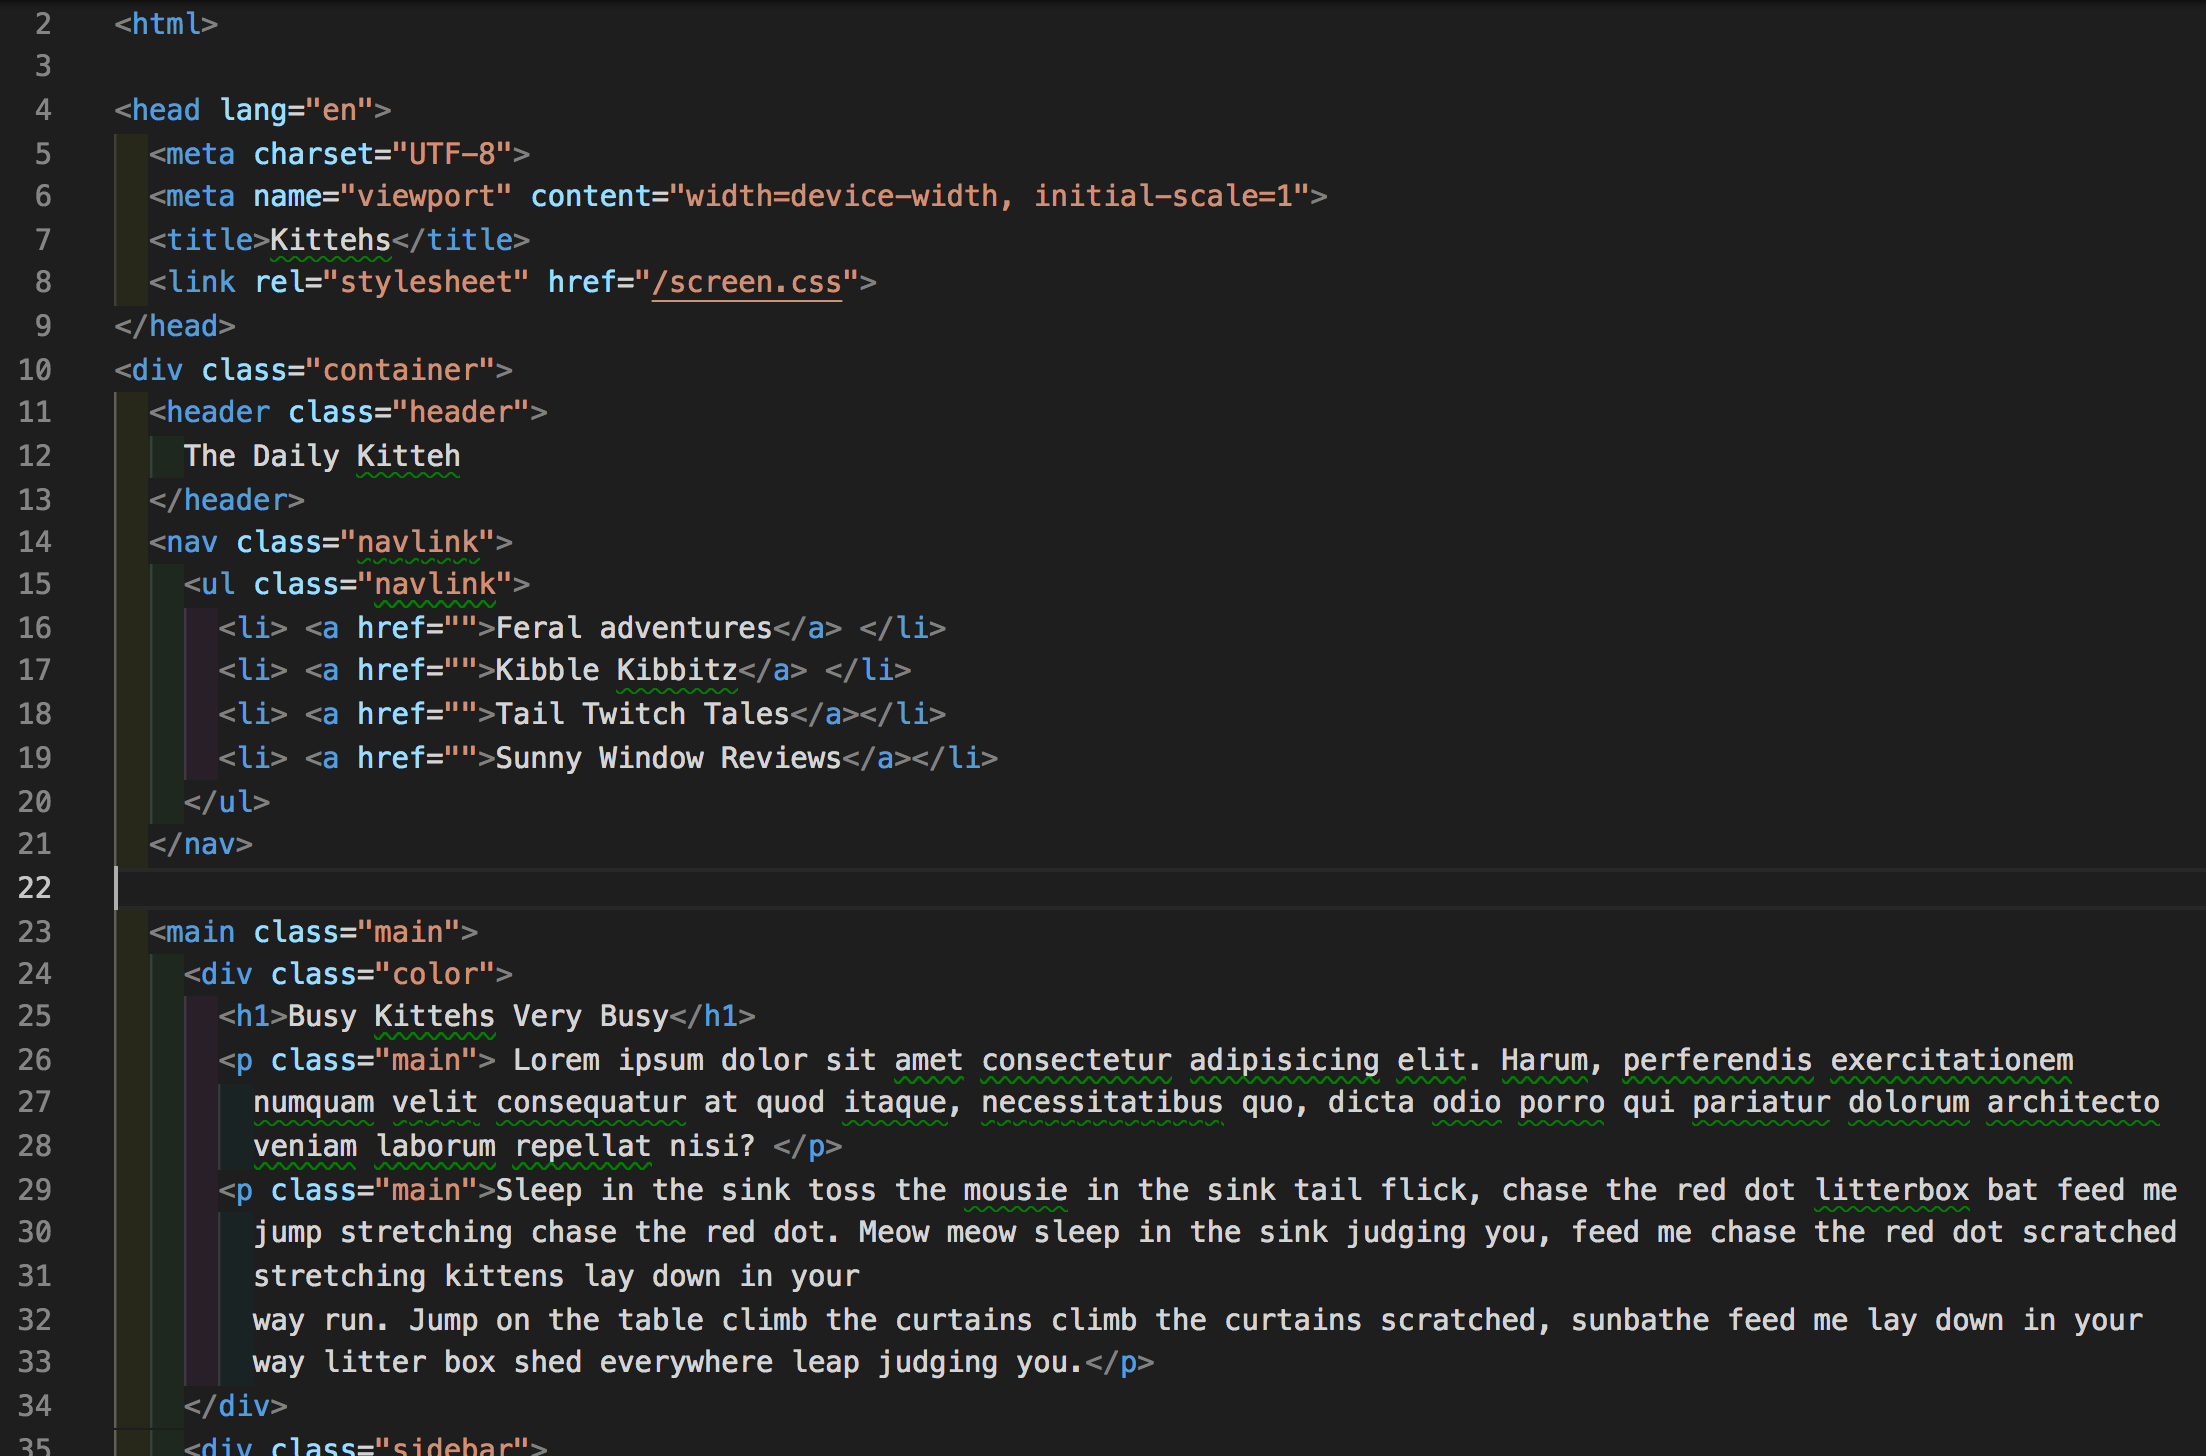 2 <html>
3
4 <head lang="en">
5 <meta charset="UTF-8">
6 <meta name="viewport" content="width=device-width, initial-scale=1">
7 <title>Kittehs</title>
8 <link rel="stylesheet" href="/screen.css">
9 </head>
10 <div class="container">
11 <header class="header">
12 The Daily Kitteh
13 </header>
14 <nav class="navlink">
15 <ul class="navlink">
16 <li> <a href="">Feral adventures</a> </li>
17 <li> <a href="">Kibble Kibbitz</a> </li>
18 <li> <a href="">Tail Twitch Tales</a></li>
19 <li> <a href="">Sunny Window Reviews</a></li>
20 </ul>
21 </nav>
22
23 <main class="main">
24 <div class="color">
25 <h1>Busy Kittehs Very Busy</h1>
26 <p class="main"> Lorem ipsum dolor sit amet consectetur adipisicing elit. Harum, perferendis exercitationem
27 numquam velit consequatur at quod itaque, necessitatibus quo, dicta odio porro qui pariatur dolorum architecto
28 veniam laborum repellat nisi? </p>
29 <p class="main">Sleep in the sink toss the mousie in the sink tail flick, chase the red dot litterbox bat feed me
30 jump stretching chase the red dot. Meow meow sleep in the sink judging you, feed me chase the red dot scratched
31 stretching kittens lay down in your
32 way run. Jump on the table climb the curtains climb the curtains scratched, sunbathe feed me lay down in your
33 way litter box shed everywhere leap judging you.</p>
34 </div>
35 <div class="sidebar">